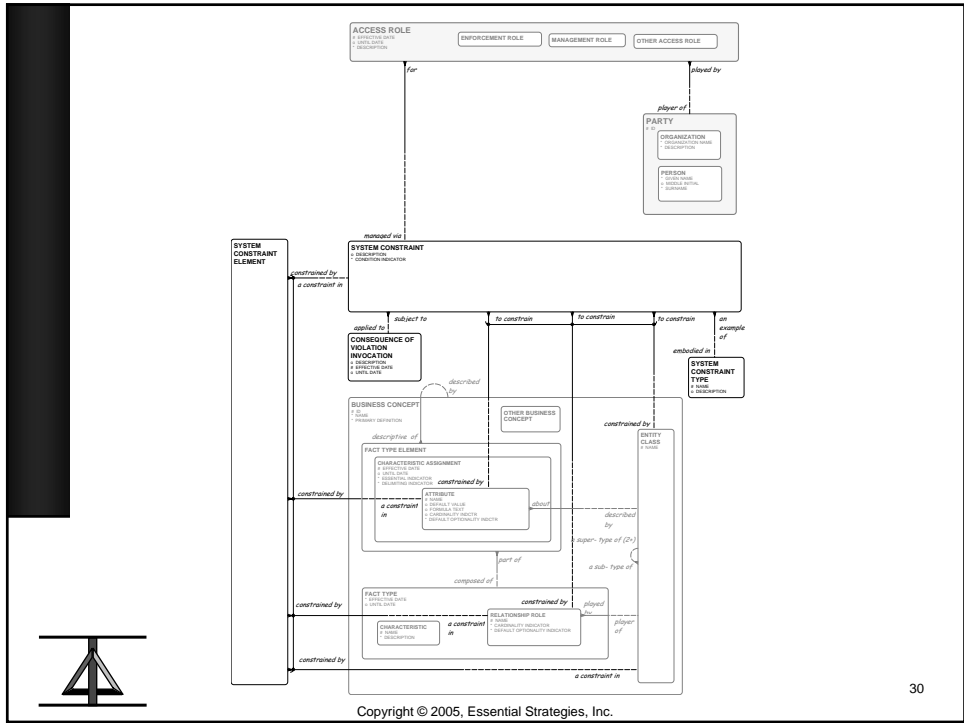 ACCESS ROLE
# EFFECTIVE DATE
o UNTIL DATE
* DESCRIPTION
ENFORCEMENT ROLE
MANAGEMENT ROLE
OTHER ACCESS ROLE
for
played by
player of
PARTY
# ID
ORGANIZATION
* ORGANIZATION NAME
* DESCRIPTION
PERSON
* GIVEN NAME
o MIDDLE INITIAL
* SURNAME
managed via
SYSTEM
CONSTRAINT
ELEMENT
SYSTEM CONSTRAINT
o DESCRIPTION
* CONDITION INDICATOR
constrained by
a constraint in
subject to
applied to
to constrain
to constrain
to constrain
an
example
of
embodied in
CONSEQUENCE OF
VIOLATION
INVOCATION
o DESCRIPTION
# EFFECTIVE DATE
o UNTIL DATE
SYSTEM
CONSTRAINT
TYPE
# NAME
o DESCRIPTION
described
by
BUSINESS CONCEPT
# ID
* NAME
* PRIMARY DEFINITION
OTHER BUSINESS
CONCEPT
descriptive of
constrained by
ENTITY
CLASS
# NAME
FACT TYPE ELEMENT
CHARACTERISTIC ASSIGNMENT
# EFFECTIVE DATE
o UNTIL DATE
* ESSENTIAL INDICATOR
* DELIMITING INDICATOR
constrained by
ATTRIBUTE
# NAME
o DEFAULT VALUE
o FORMULA TEXT
o CARDINALITY INDCTR
* DEFAULT OPTIONALITY INDCTR
constrained by
a constraint
in
about
described
by
a super- type of (2+)
a sub- type of
part of
composed of
FACT TYPE
* EFFECTIVE DATE
o UNTIL DATE
constrained by
constrained by
CHARACTERISTIC
# NAME
* DESCRIPTION
a constraint
in
RELATIONSHIP ROLE
# NAME
* CARDINALITY INDICATOR
* DEFAULT OPTIONALITY INDICATOR
played
by
player
of
constrained by
a constraint in
30
Copyright © 2005, Essential Strategies, Inc.